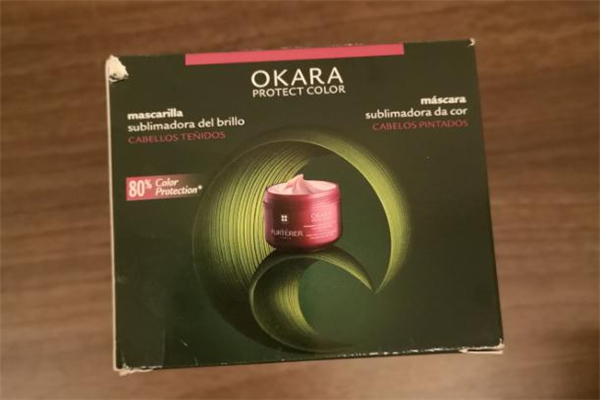 OKARA
PROTECT COLOR
mascarilla
sublimadora del brillo
CABELLOS TEÑIDOS
máscara
sublimadora da cor
CABELOS PINTADOS
80% Color
Protection*
OKARA
FURTERER